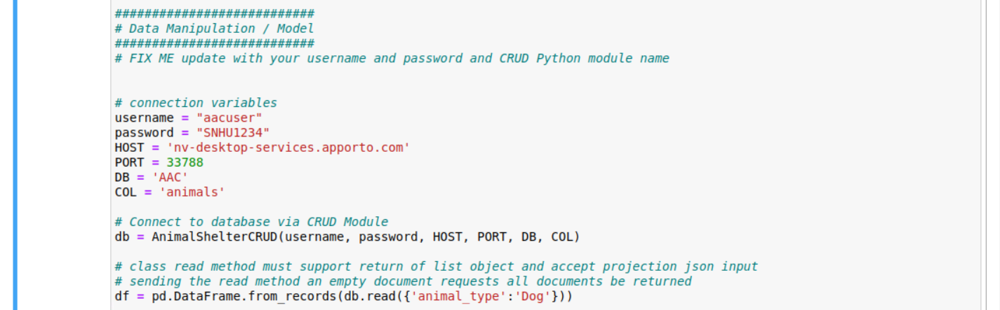 ###########################
# Data Manipulation / Model
###########################
# FIX ME update with your username and password and CRUD Python module name
# connection variables
username = "aacuser"
password = "SNHU1234"
HOST = 'nv-desktop-services.apporto.com'
PORT = 33788
DB = 'AAC'
COL = 'animals'
# Connect to database via CRUD Module
db = AnimalShelterCRUD(username, password, HOST, PORT, DB, COL)
# class read method must support return of list object and accept projection json input
# sending the read method an empty document requests all documents be returned
df = pd.DataFrame.from_records(db.read({'animal_type':'Dog'}))